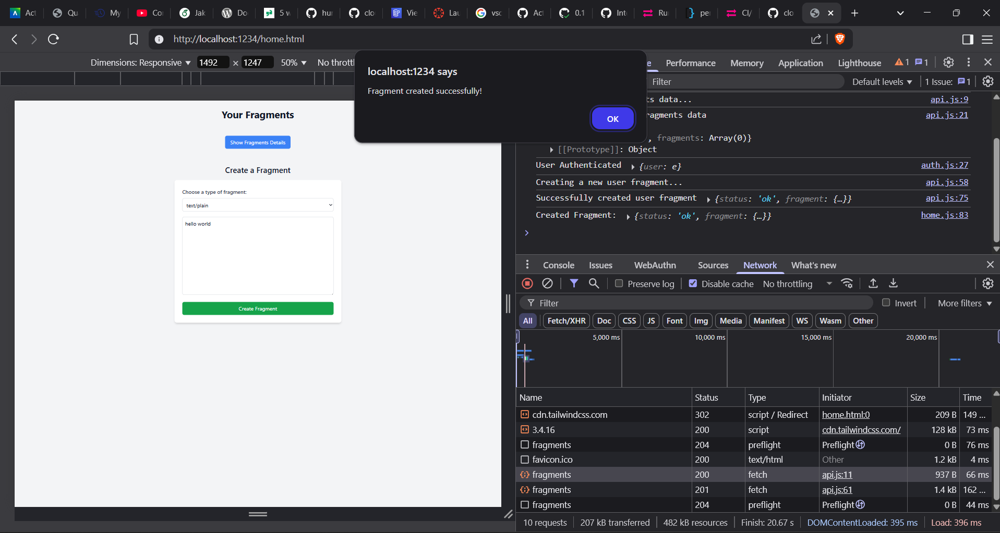 Act
Qu
My
Co
Jak
Do
5 w
hur
clo
Vie
Lau
vsc
Act
0.1
Int
Ru
pe
CI/
clo
http://localhost:1234/home.html
Dimensions: Responsive 1492 × 1247 50% No thrott
Performance Memory Application Lighthouse 1 1
localhost:1234 says
Fragment created successfully!
OK
Filter Default levels 1 Issue: 1
ts data... api.js:9
ragments data api.js:21
, fragments: Array(0)}
[[Prototype]]: Object
User Authenticated {user: e} auth.js:27
Creating a new user fragment... api.js:58
Successfully created user fragment {status: 'ok', fragment: {…}} api.js:75
Created Fragment: {status: 'ok', fragment: {…}} home.js:83
Your Fragments
Show Fragments Details
Create a Fragment
Choose a type of fragment:
text/plain
hello world
Create Fragment
Console Issues WebAuthn Sources Network What's new
Preserve log Disable cache No throttling
Filter Invert More filters
All Fetch/XHR Doc CSS JS Font Img Media Manifest WS Wasm Other
5,000 ms 10,000 ms 15,000 ms 20,000 ms
Name Status Type Initiator Size Time
cdn.tailwindcss.com 302 script / Redirect home.html:0 209 B 149 ...
3.4.16 200 script cdn.tailwindcss.com/ 128 kB 73 ms
fragments 204 preflight Preflight 0 B 76 ms
favicon.ico 200 text/html Other 1.2 kB 4 ms
fragments 200 fetch api.js:11 937 B 66 ms
fragments 201 fetch api.js:61 1.4 kB 162 ...
fragments 204 preflight Preflight 0 B 44 ms
10 requests 207 kB transferred 482 kB resources Finish: 20.67 s DOMContentLoaded: 395 ms Load: 396 ms